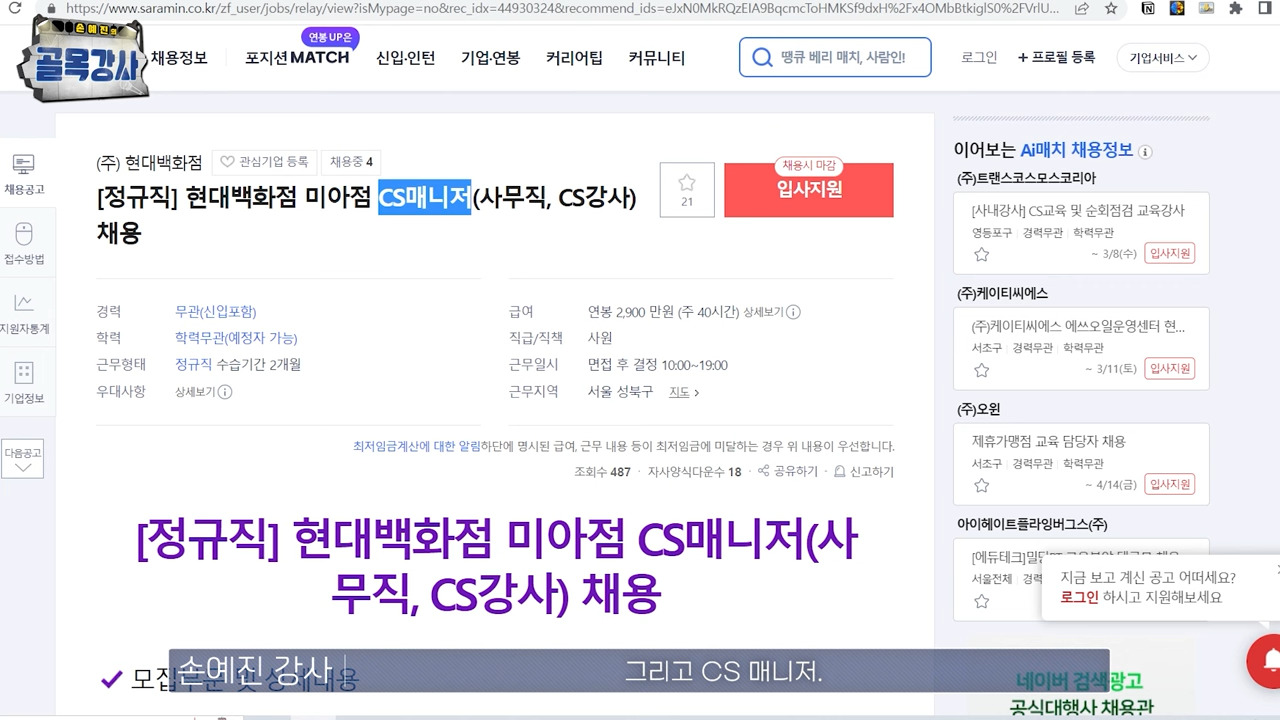 https://www.saramin.co.kr/zf_user/jobs/relay/view?isMypage=no&rec_idx=44930324&recommend_ids=eJxN0MkRQzEIA9BqcmcToHMKSf9dxH%2Fx4OMbBtkiglS0%2FVrlU...
손예진의
골목강사
채용정보
연봉UP은
포지션 MATCH
신입·인턴
기업·연봉
커리어팁
커뮤니티
땡큐 베리 매치, 사람인!
로그인
+ 프로필 등록
기업서비스
채용공고
접수방법
지원자통계
기업정보
다음공고
(주) 현대백화점
관심기업 등록
채용중 4
[정규직] 현대백화점 미아점 CS매니저(사무직, CS강사)
채용
21
채용시 마감
입사지원
경력 무관(신입포함)
학력 학력무관(예정자 가능)
근무형태 정규직 수습기간 2개월
우대사항 상세보기
급여 연봉 2,900 만원 (주 40시간) 상세보기
직급/직책 사원
근무일시 면접 후 결정 10:00~19:00
근무지역 서울 성북구 지도 >
최저임금계산에 대한 알림하단에 명시된 급여, 근무 내용 등이 최저임금에 미달하는 경우 위 내용이 우선합니다.
조회수 487 · 자사양식다운수 18 · 공유하기 · 신고하기
[정규직] 현대백화점 미아점 CS매니저(사
무직, CS강사) 채용
손예진 강사
그리고 CS 매니저.
이어보는 Ai매치 채용정보
(주)트랜스코스모스코리아
[사내강사] CS교육 및 순회점검 교육강사
영등포구 경력무관 학력무관
~ 3/8(수) 입사지원
(주)케이티씨에스
(주)케이티씨에스 에쓰오일운영센터 현...
서초구 경력무관 학력무관
~ 3/11(토) 입사지원
(주)오윈
제휴가맹점 교육 담당자 채용
서초구 경력무관 학력무관
~ 4/14(금) 입사지원
아이헤이트플라잉버그스(주)
서울전체 경력
지금 보고 계신 공고 어떠세요?
로그인 하시고 지원해보세요
네이버 검색광고
공식대행사 채용관